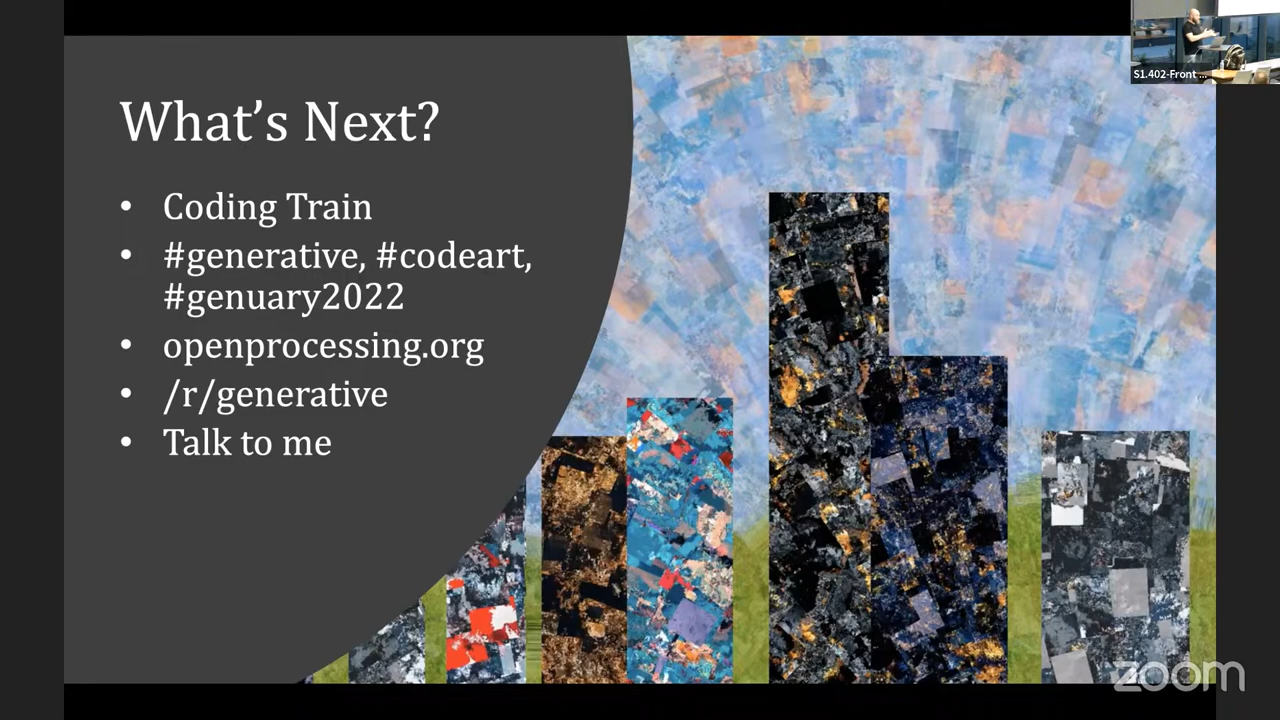 S1.402-Front ...
What's Next?
• Coding Train
• #generative, #codeart,
#genuary2022
• openprocessing.org
• /r/generative
• Talk to me
zoom